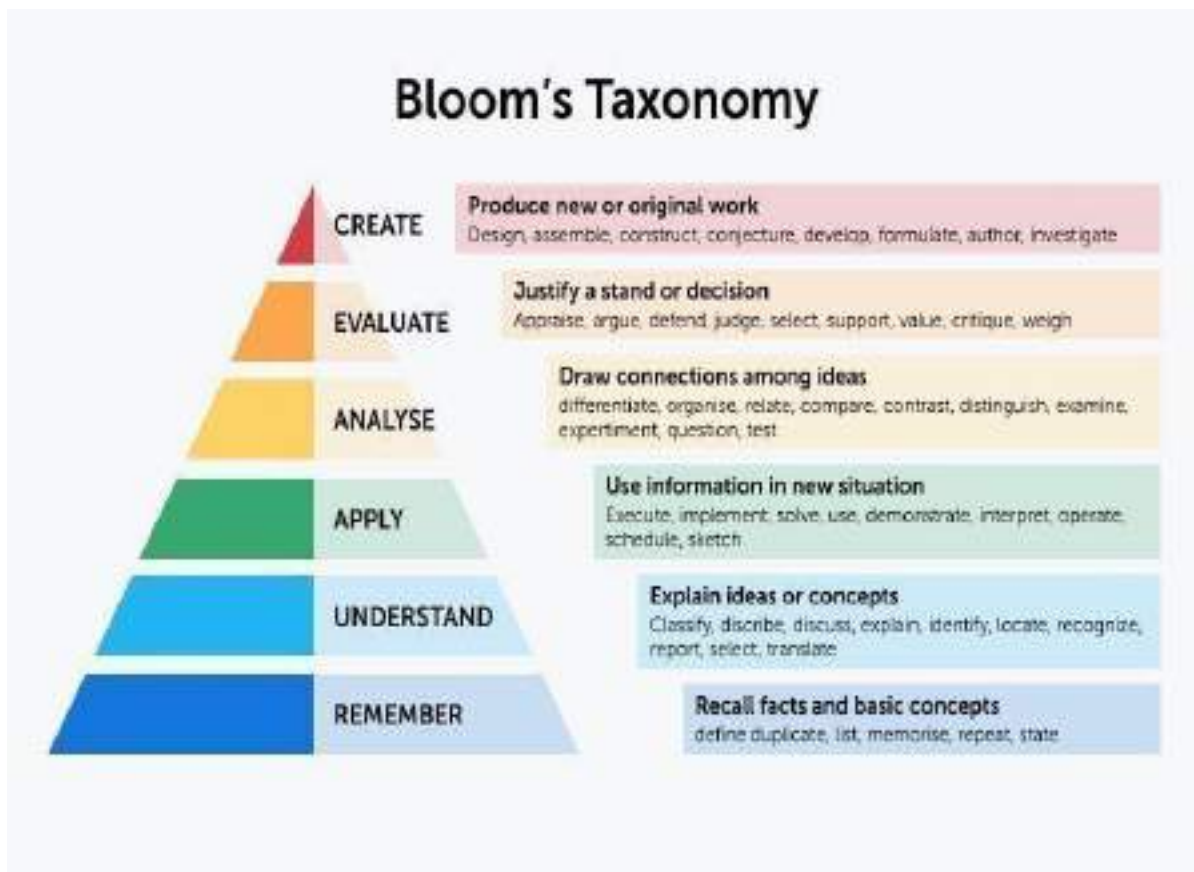 Bloom's Taxonomy
CREATE
Produce new or original work
Design, assemble, construct, conjecture, develop, formulate, author, investigate
EVALUATE
Justify a stand or decision
Appraise, argue, defend, judge, select, support, value, critique, weigh
ANALYSE
Draw connections among ideas
differentiate, organise, relate, compare, contrast, distinguish, examine,
expertiment, question, test
APPLY
Use information in new situation
Execute, implement, solve, use, demonstrate, interpret, operate,
schedule, sketch
UNDERSTAND
Explain ideas or concepts
Classify, discribe, discuss, explain, identify, locate, recognize,
report, select, translate
REMEMBER
Recall facts and basic concepts
define duplicate, list, memorise, repeat, state